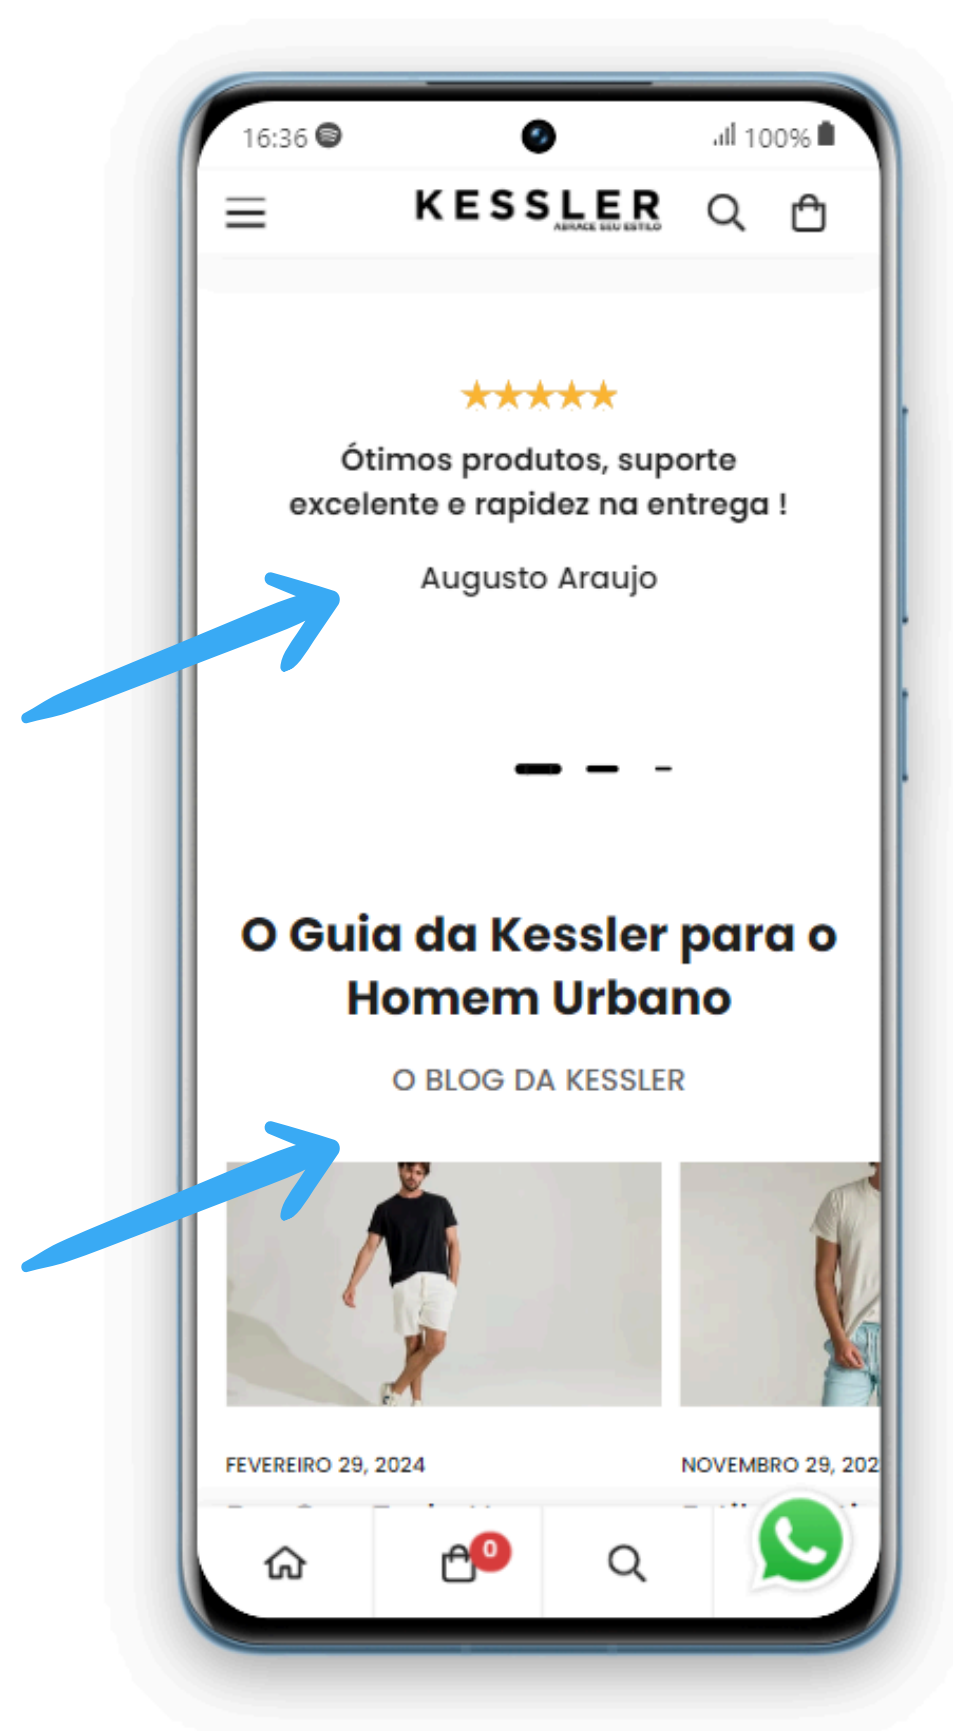 16:36
100%
KESSLER
ABRACE SEU ESTILO
Ótimos produtos, suporte
excelente e rapidez na entrega !
Augusto Araujo
O Guia da Kessler para o
Homem Urbano
O BLOG DA KESSLER
FEVEREIRO 29, 2024
NOVEMBRO 29, 202
0